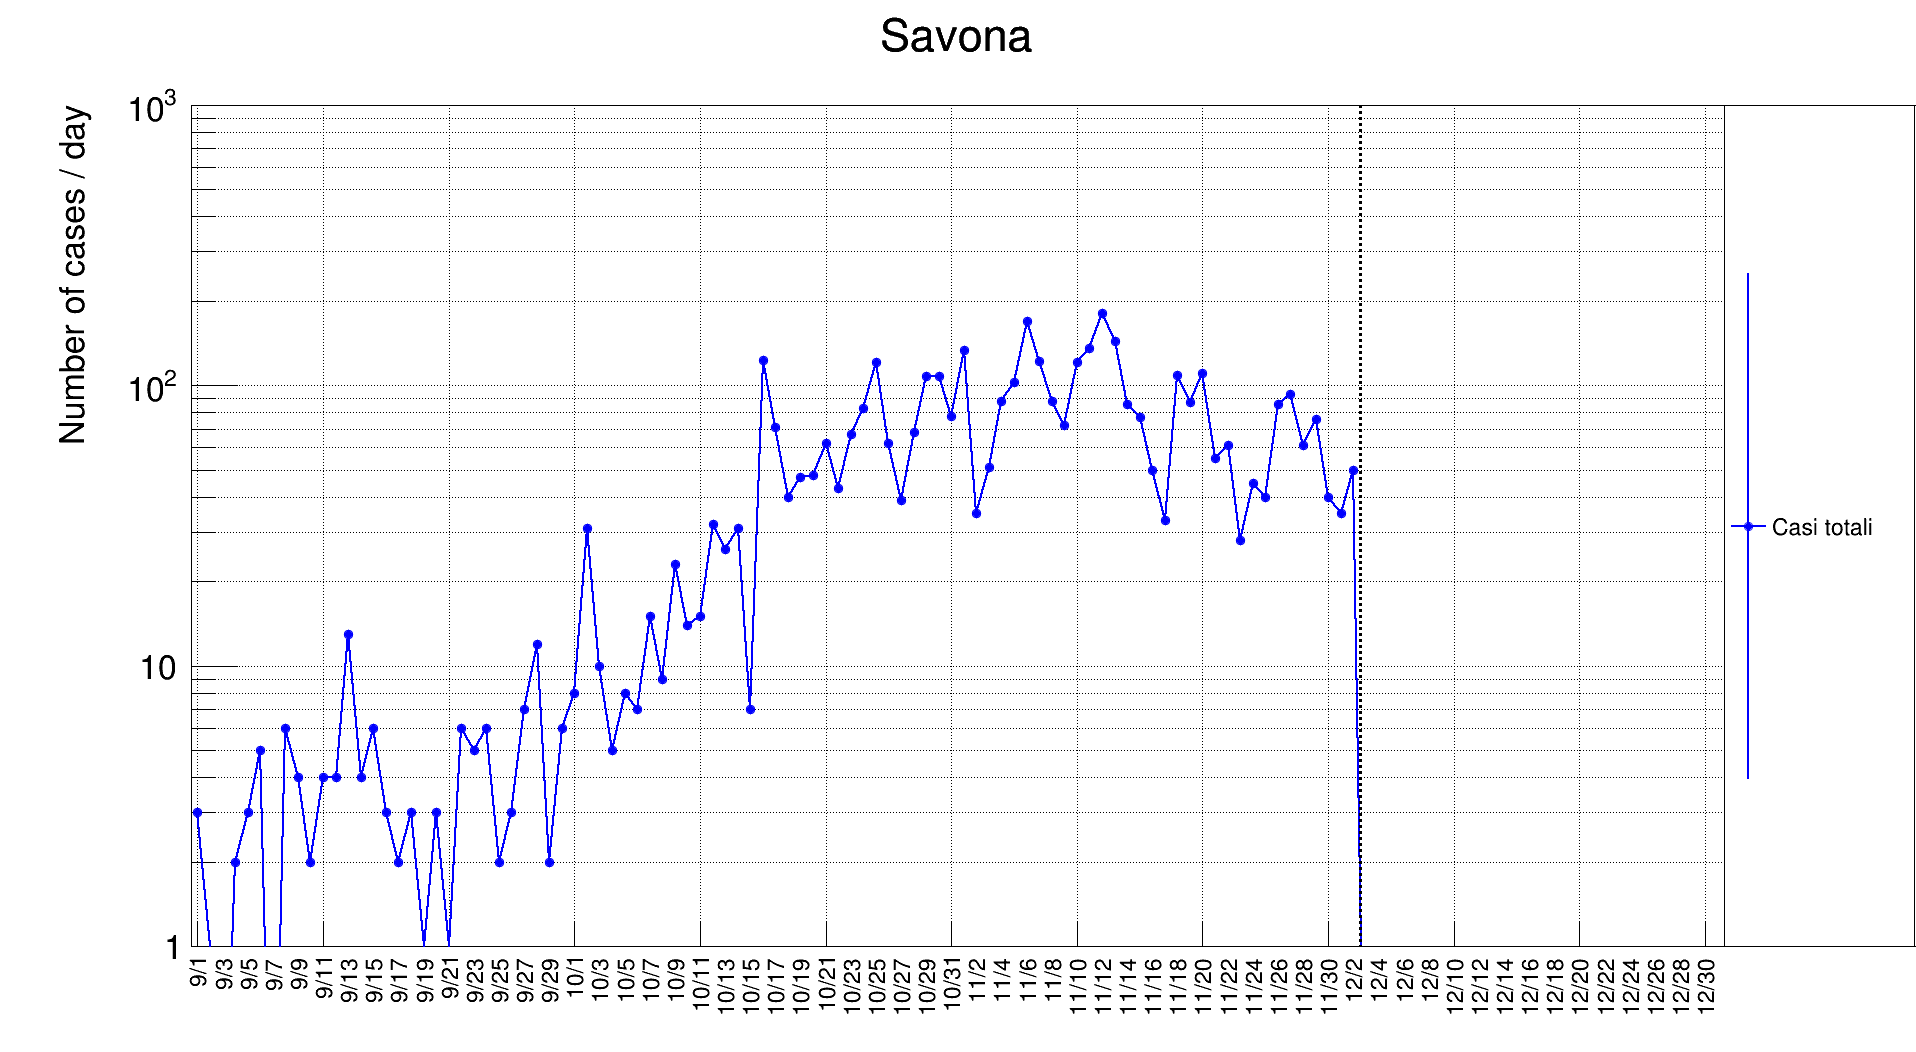 Savona
Number of cases / day
10³
10²
10
1
9/1 9/3 9/5 9/7 9/9 9/11 9/13 9/15 9/17 9/19 9/21 9/23 9/25 9/27 9/29 10/1 10/3 10/5 10/7 10/9 10/11 10/13 10/15 10/17 10/19 10/21 10/23 10/25 10/27 10/29 10/31 11/2 11/4 11/6 11/8 11/10 11/12 11/14 11/16 11/18 11/20 11/22 11/24 11/26 11/28 11/30 12/2 12/4 12/6 12/8 12/10 12/12 12/14 12/16 12/18 12/20 12/22 12/24 12/26 12/28 12/30
Casi totali